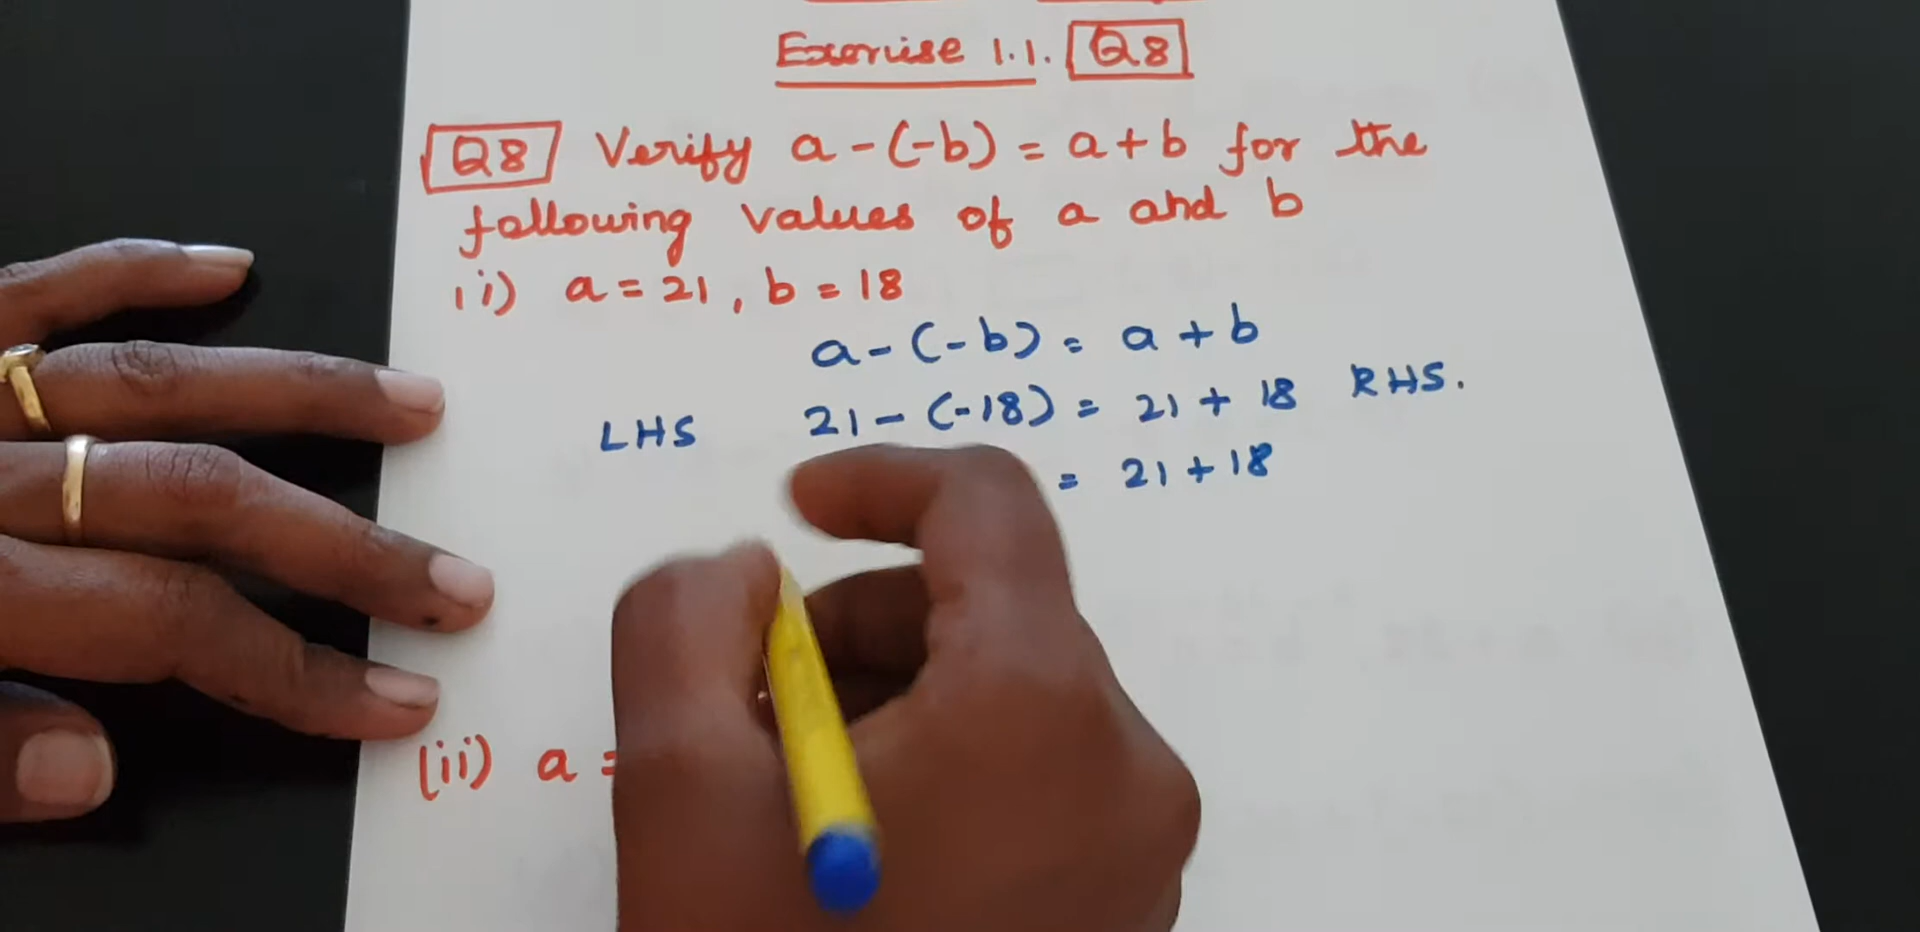 Exercise 1.1. Q8
Q8 Verify a-(-b) = a+b for the
following values of a and b
ii) a = 21, b = 18
a-(-b) = a + b
LHS 21 - (-18) = 21 + 18 RHS.
= 21 + 18
(ii) a =